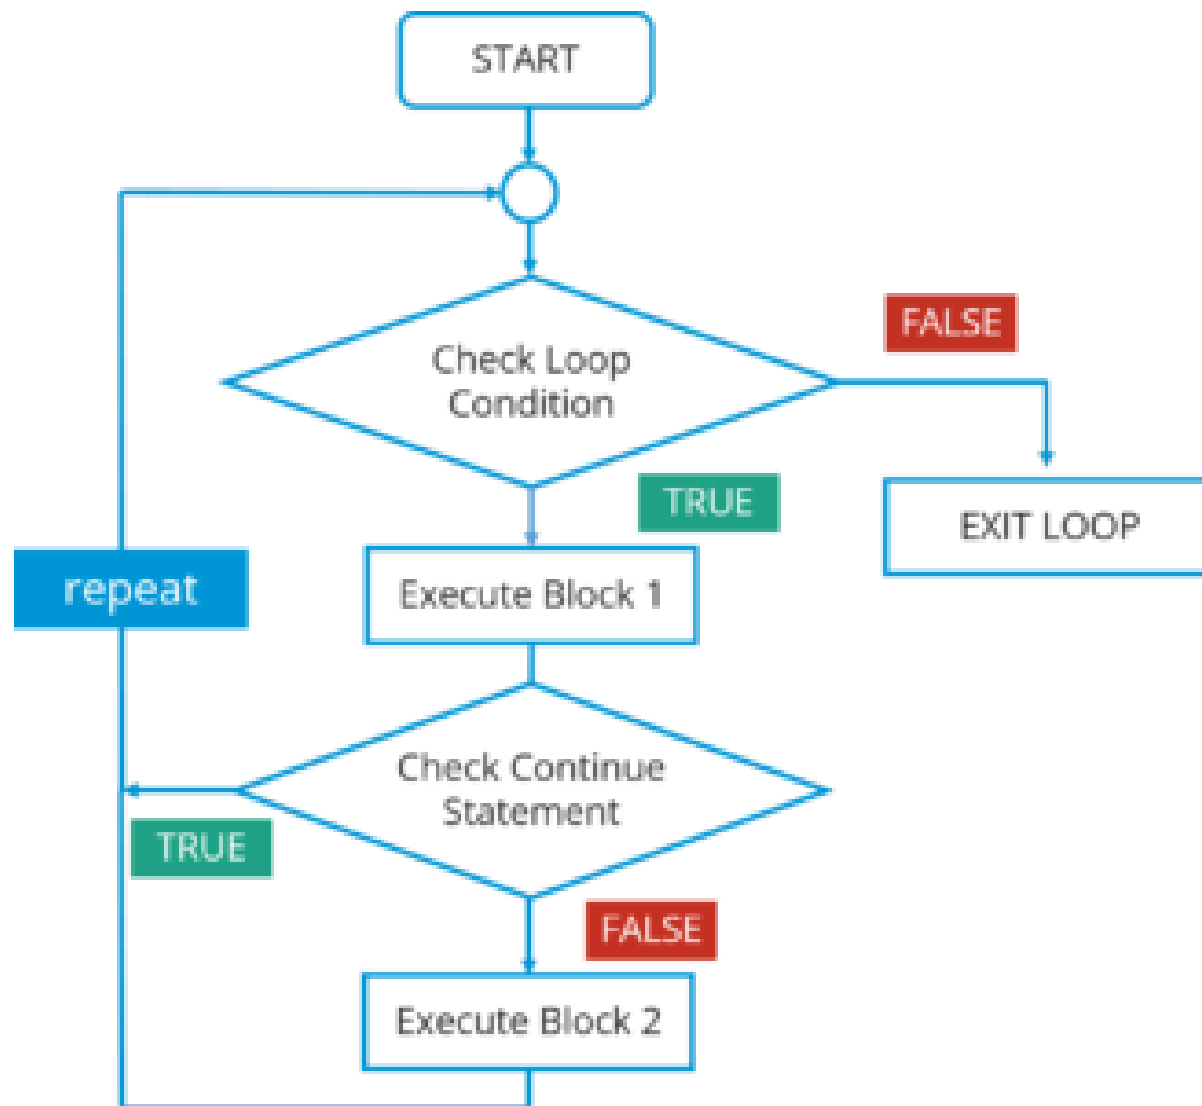 START
Check Loop
Condition
FALSE
TRUE
EXIT LOOP
repeat
Execute Block 1
Check Continue
Statement
TRUE
FALSE
Execute Block 2